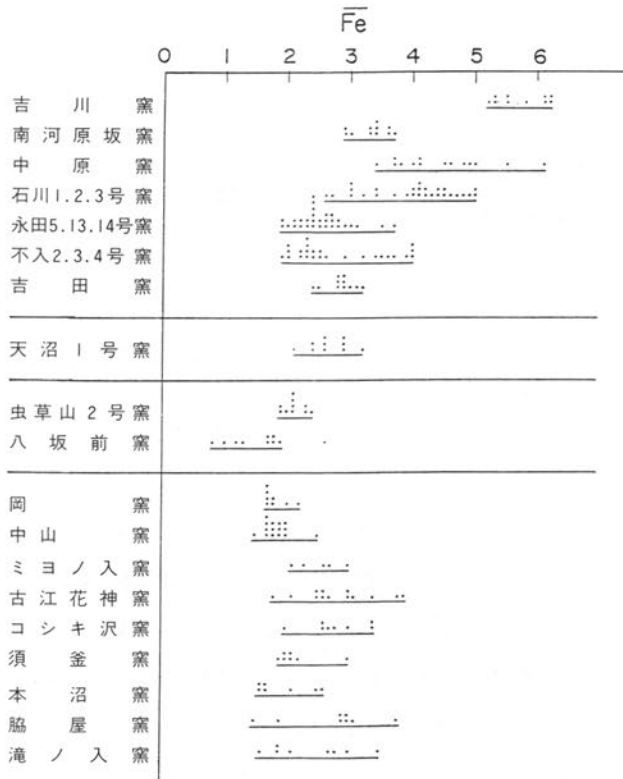 Fe
0 1 2 3 4 5 6
吉川窯
南河原坂窯
中原窯
石川1.2.3号窯
永田5.13.14号窯
不入2.3.4号窯
吉田窯
天沼1号窯
虫草山2号窯
八坂前窯
岡窯
中山窯
ミヨノ入窯
古江花神窯
コシキ沢窯
須釜窯
本沼窯
脇屋窯
滝ノ入窯